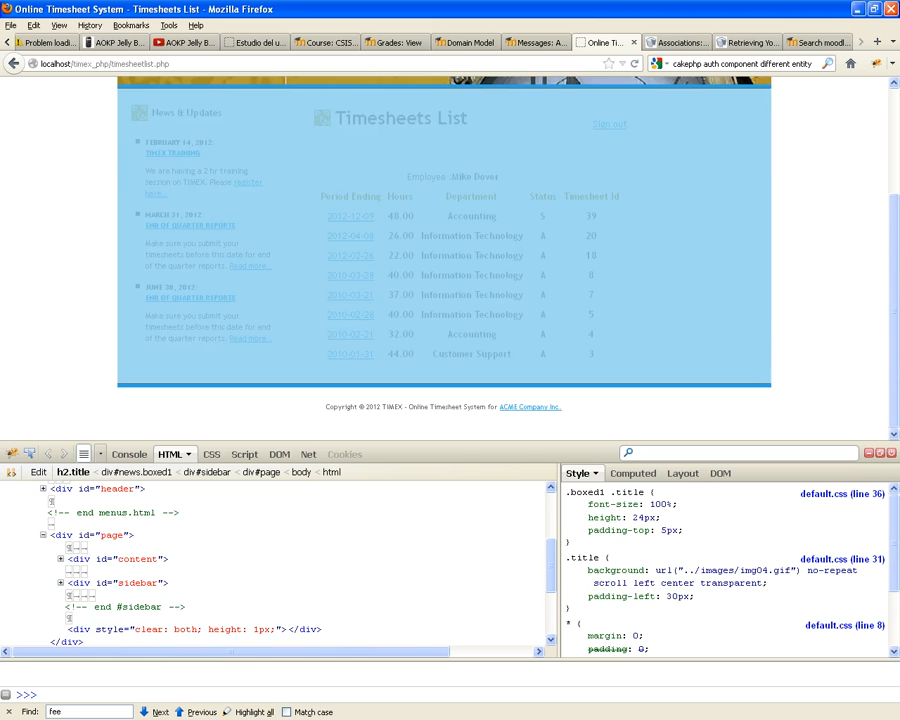 Online Timesheet System - Timesheets List - Mozilla Firefox
File Edit View History Bookmarks Tools Help
Problem loadi... AOKP Jelly B... AOKP Jelly B... Estudio del u... Course: CSIS... Grades: View Domain Model Messages: A... Online Ti... Associations:... Retrieving Yo... Search moodl...
localhost/timex_php/timesheetlist.php
cakephp auth component different entity
News & Updates
Timesheets List
Sign out
FEBRUARY 14, 2012:
TIMEX TRAINING
We are having a 2 hr training
session on TIMEX. Please register
here...
MARCH 31, 2012:
END OF QUARTER REPORTS
Make sure you submit your
timesheets before this date for end
of the quarter reports. Read more...
JUNE 30, 2012:
END OF QUARTER REPORTS
Make sure you submit your
timesheets before this date for end
of the quarter reports. Read more...
Employee :Mike Dover
Period Ending Hours Department Status Timesheet Id
2012-12-09 48.00 Accounting S 39
2012-04-08 26.00 Information Technology A 20
2012-02-26 22.00 Information Technology A 18
2010-03-28 40.00 Information Technology A 8
2010-03-21 37.00 Information Technology A 7
2010-02-28 40.00 Information Technology A 5
2010-02-21 32.00 Accounting A 4
2010-01-31 44.00 Customer Support A 3
Copyright © 2012 TIMEX - Online Timesheet System for ACME Company Inc.
Console HTML CSS Script DOM Net Cookies
Edit h2.title < div#news.boxed1 < div#sidebar < div#page < body < html
<div id="header">
<!-- end menus.html -->
<div id="page">
<div id="content">
<div id="sidebar">
<!-- end #sidebar -->
<div style="clear: both; height: 1px;"></div>
</div>
Style Computed Layout DOM
.boxed1 .title { default.css (line 36)
font-size: 100%;
height: 24px;
padding-top: 5px;
}
.title { default.css (line 31)
background: url("../images/img04.gif") no-repeat
scroll left center transparent;
padding-left: 30px;
}
* { default.css (line 8)
margin: 0;
padding: 0;
>>>
Find: fee Next Previous Highlight all Match case